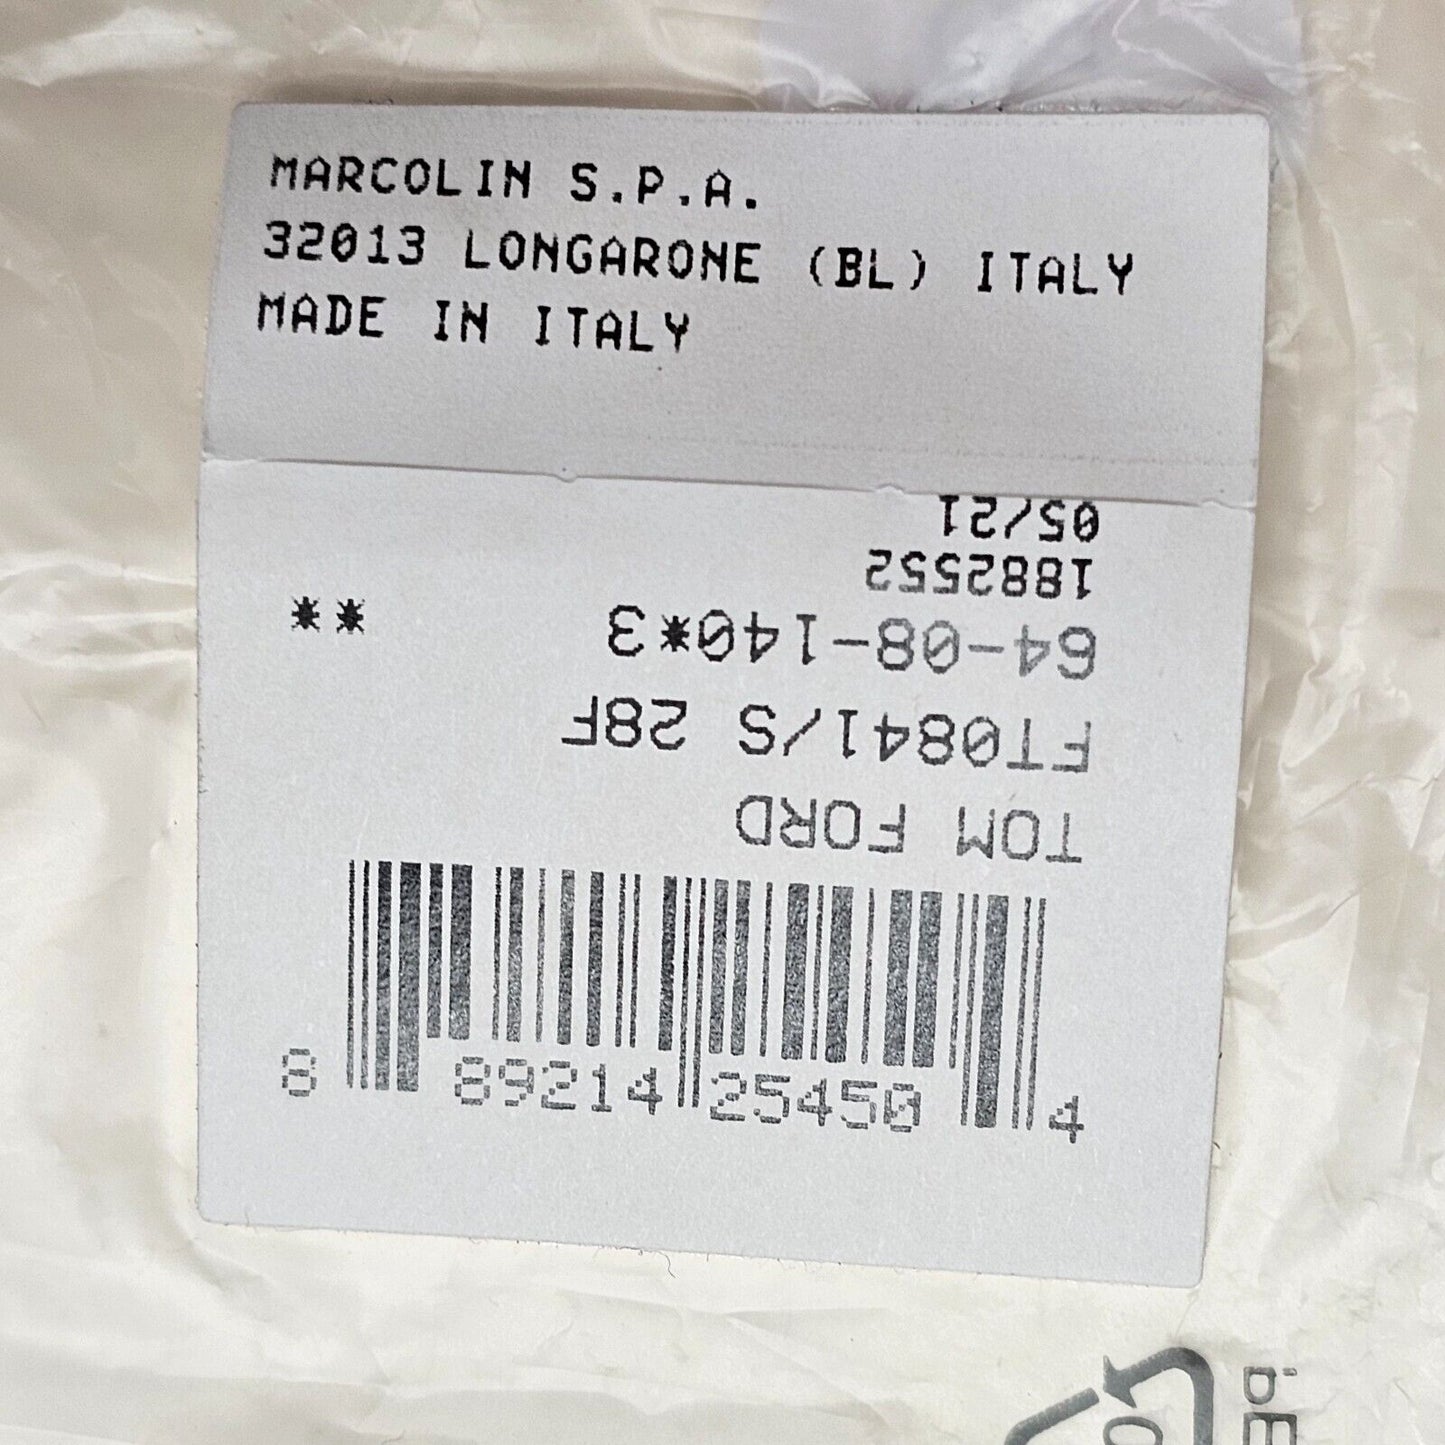 MARCOLIN S.P.A.
32013 LONGARONE (BL) ITALY
MADE IN ITALY
TOM FORD
FT0841/S 28F
64-08-140*3 **
1882552
05/21
8 89214 25450 4